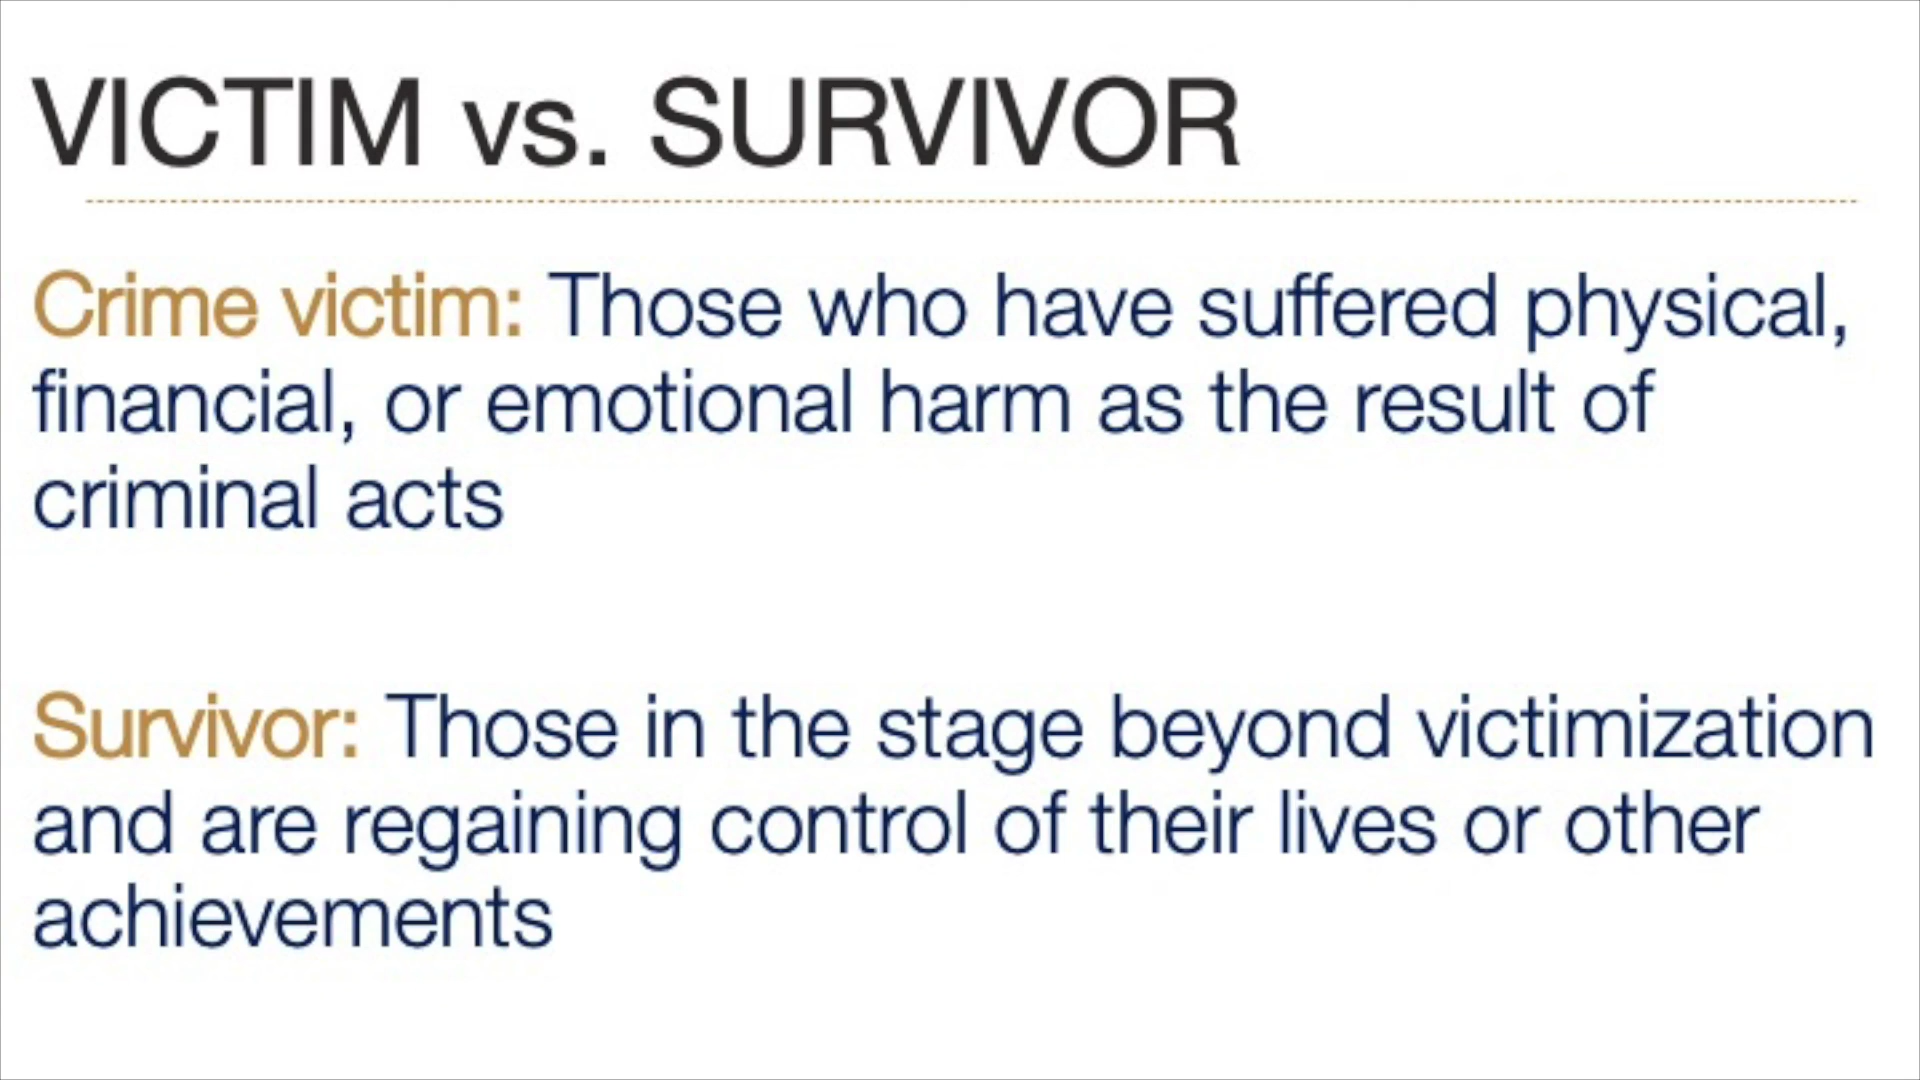 VICTIM vs. SURVIVOR
Crime victim: Those who have suffered physical,
financial, or emotional harm as the result of
criminal acts
Survivor: Those in the stage beyond victimization
and are regaining control of their lives or other
achievements